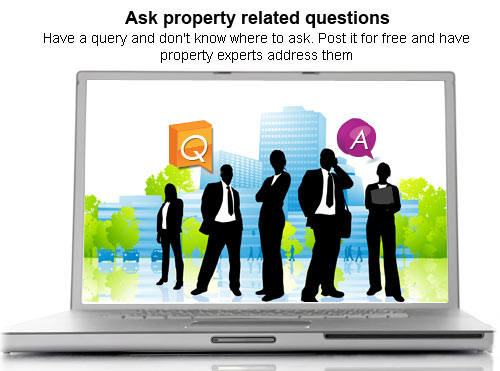 Ask property related questions
Have a query and don't know where to ask. Post it for free and have
property experts address them
Q
A